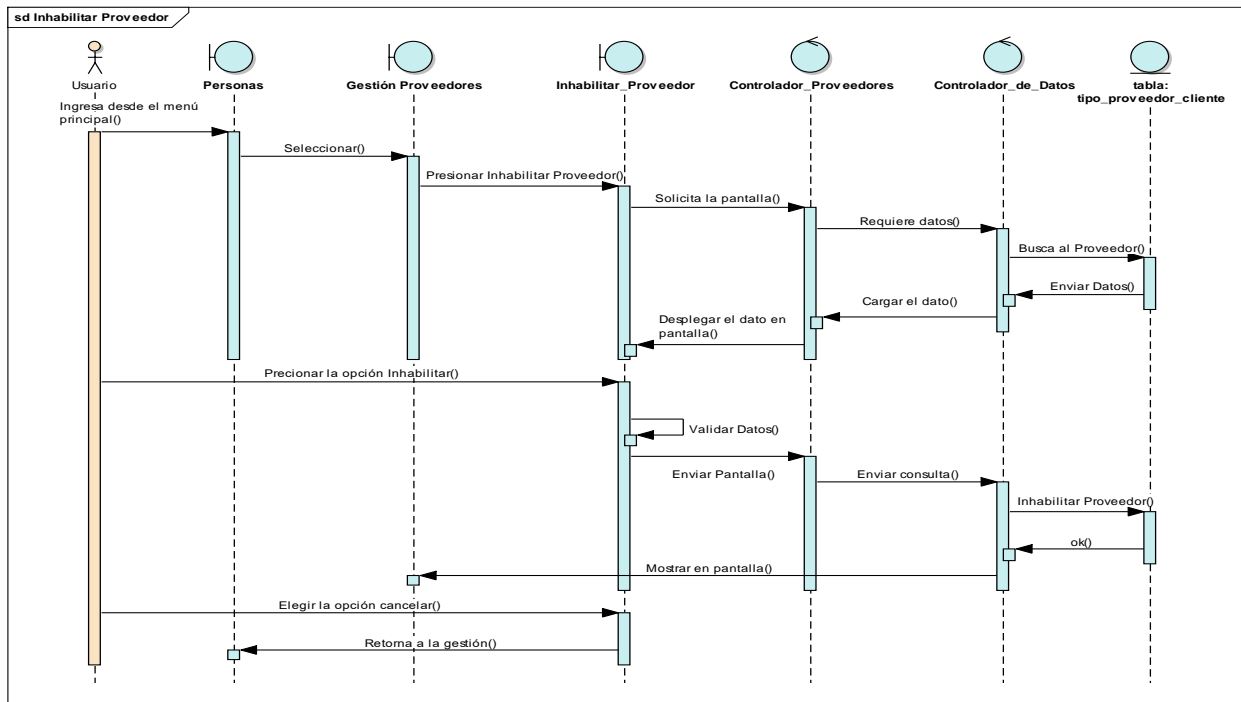 sd Inhabilitar Proveedor
Usuario
Personas
Gestión Proveedores
Inhabilitar_Proveedor
Controlador_Proveedores
Controlador_de_Datos
tabla:
tipo_proveedor_cliente
Ingresa desde el menú
principal()
Seleccionar()
Presionar Inhabilitar Proveedor()
Solicita la pantalla()
Requiere datos()
Busca al Proveedor()
Enviar Datos()
Cargar el dato()
Desplegar el dato en
pantalla()
Precionar la opción Inhabilitar()
Validar Datos()
Enviar Pantalla()
Enviar consulta()
Inhabilitar Proveedor()
ok()
Mostrar en pantalla()
Elegir la opción cancelar()
Retorna a la gestión()